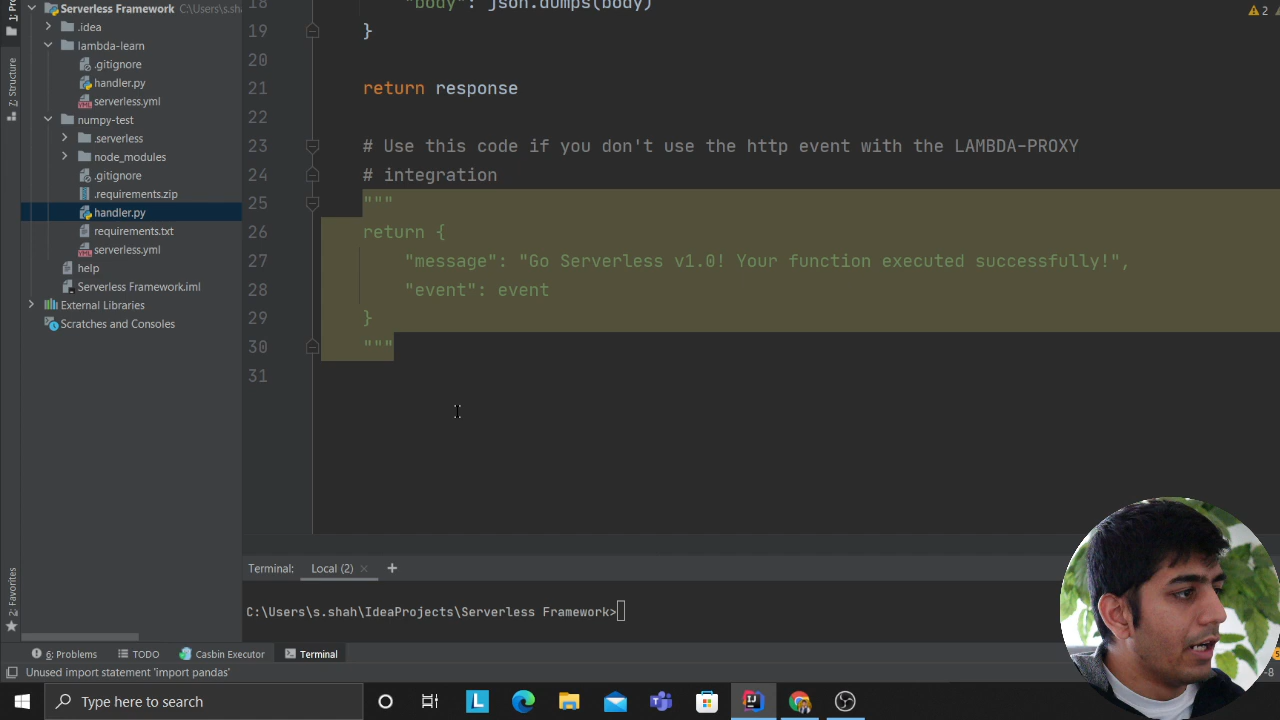 Serverless Framework C:\Users\s.shah\
.idea
lambda-learn
.gitignore
handler.py
serverless.yml
numpy-test
.serverless
node_modules
.gitignore
.requirements.zip
handler.py
requirements.txt
serverless.yml
help
Serverless Framework.iml
External Libraries
Scratches and Consoles
Z: Structure
2: Favorites
2
18 "body": json.dumps(body)
19 }
20
21 return response
22
23 # Use this code if you don't use the http event with the LAMBDA-PROXY
24 # integration
25 """
26 return {
27 "message": "Go Serverless v1.0! Your function executed successfully!",
28 "event": event
29 }
30 """
31
Terminal: Local (2) × +
C:\Users\s.shah\IdeaProjects\Serverless Framework>
6: Problems TODO Casbin Executor Terminal
Unused import statement 'import pandas'
Type here to search